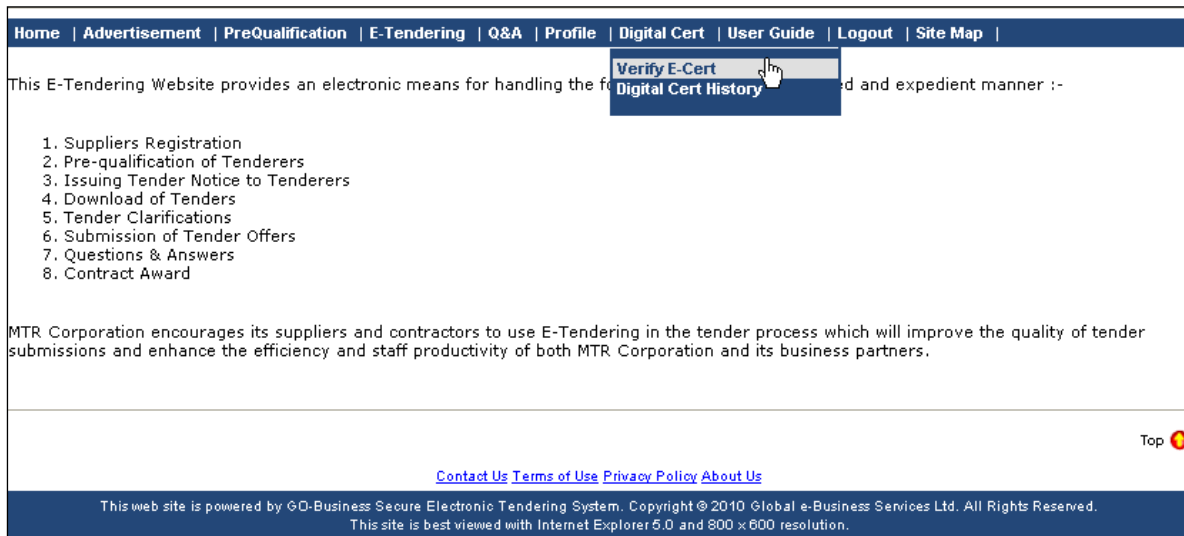 Home | Advertisement | PreQualification | E-Tendering | Q&A | Profile | Digital Cert | User Guide | Logout | Site Map |
Verify E-Cert
Digital Cert History
This E-Tendering Website provides an electronic means for handling the and expedient manner :-
1. Suppliers Registration
2. Pre-qualification of Tenderers
3. Issuing Tender Notice to Tenderers
4. Download of Tenders
5. Tender Clarifications
6. Submission of Tender Offers
7. Questions & Answers
8. Contract Award
MTR Corporation encourages its suppliers and contractors to use E-Tendering in the tender process which will improve the quality of tender
submissions and enhance the efficiency and staff productivity of both MTR Corporation and its business partners.
Top
Contact Us Terms of Use Privacy Policy About Us
This web site is powered by GO-Business Secure Electronic Tendering System. Copyright © 2010 Global e-Business Services Ltd. All Rights Reserved.
This site is best viewed with Internet Explorer 5.0 and 800 x 600 resolution.